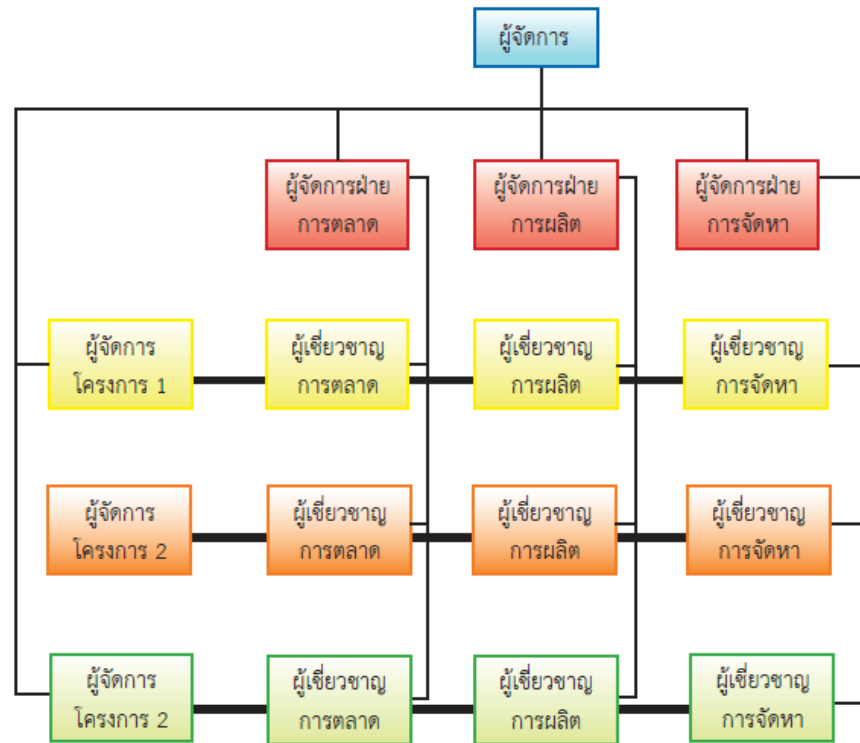 ผู้จัดการ
ผู้จัดการฝ่าย
การตลาด
ผู้จัดการฝ่าย
การผลิต
ผู้จัดการฝ่าย
การจัดหา
ผู้จัดการ
โครงการ 1
ผู้เชี่ยวชาญ
การตลาด
ผู้เชี่ยวชาญ
การผลิต
ผู้เชี่ยวชาญ
การจัดหา
ผู้จัดการ
โครงการ 2
ผู้เชี่ยวชาญ
การตลาด
ผู้เชี่ยวชาญ
การผลิต
ผู้เชี่ยวชาญ
การจัดหา
ผู้จัดการ
โครงการ 2
ผู้เชี่ยวชาญ
การตลาด
ผู้เชี่ยวชาญ
การผลิต
ผู้เชี่ยวชาญ
การจัดหา